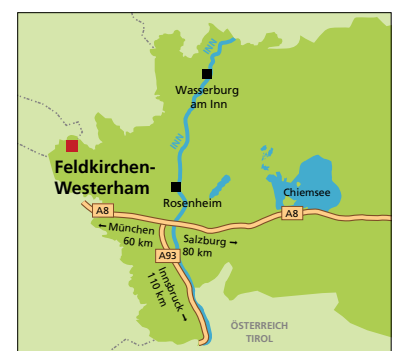 INN
Wasserburg
am Inn
INN
Feldkirchen-
Westerham
Rosenheim
Chiemsee
A8
A8
← München
60 km
Salzburg →
80 km
A93
Innsbruck →
110 km
ÖSTERREICH
TIROL